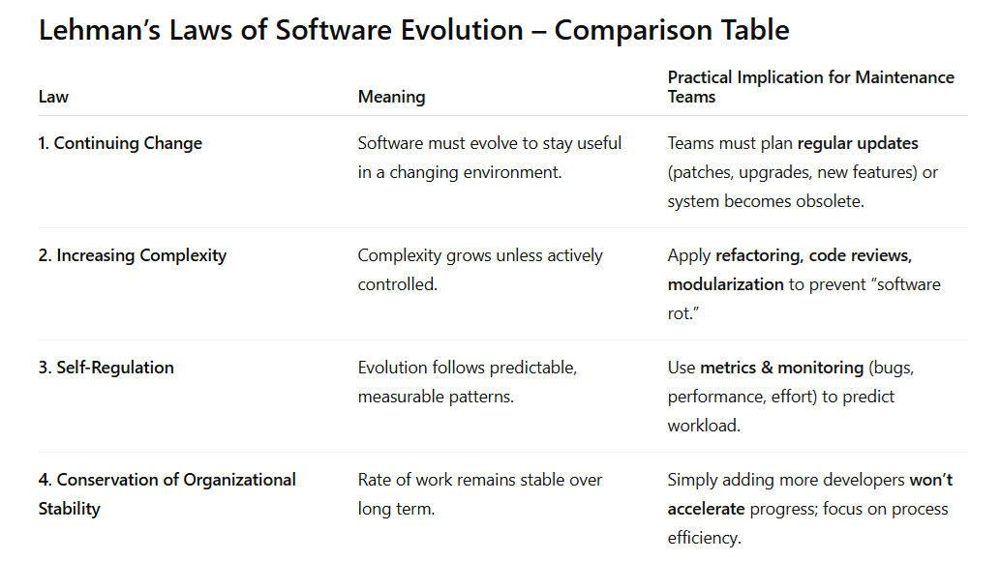 Lehman’s Laws of Software Evolution – Comparison Table
Law
Meaning
Practical Implication for Maintenance
Teams
1. Continuing Change
Software must evolve to stay useful
in a changing environment.
Teams must plan regular updates
(patches, upgrades, new features) or
system becomes obsolete.
2. Increasing Complexity
Complexity grows unless actively
controlled.
Apply refactoring, code reviews,
modularization to prevent “software
rot.”
3. Self-Regulation
Evolution follows predictable,
measurable patterns.
Use metrics & monitoring (bugs,
performance, effort) to predict
workload.
4. Conservation of Organizational
Stability
Rate of work remains stable over
long term.
Simply adding more developers won’t
accelerate progress; focus on process
efficiency.